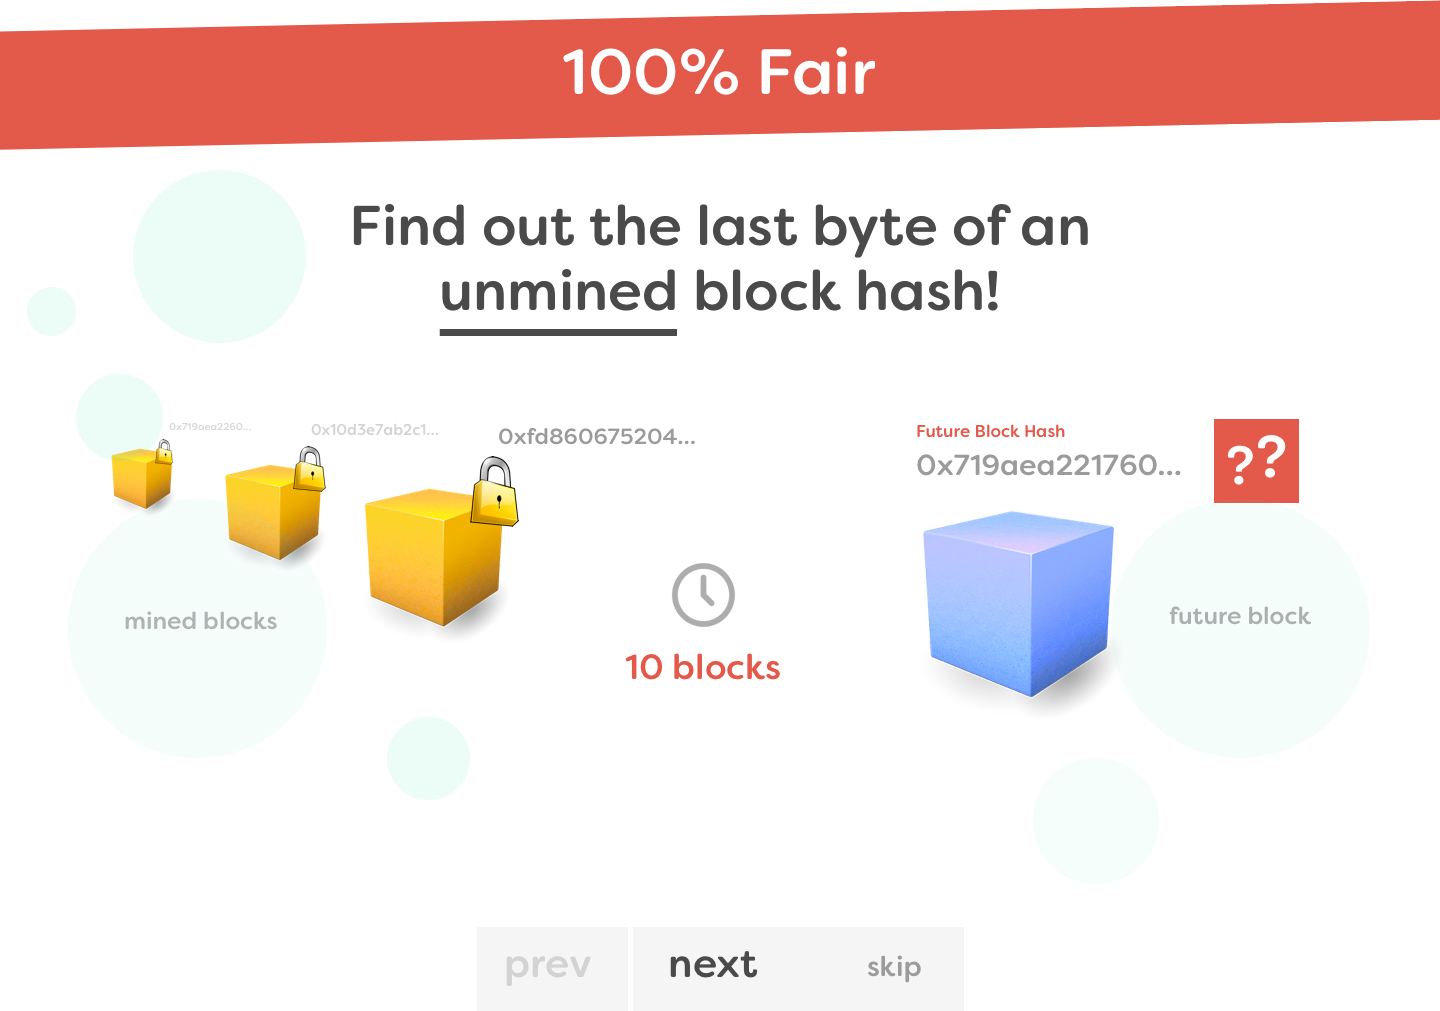 100% Fair
Find out the last byte of an
unmined block hash!
0x719aea2260...
0x10d3e7ab2c1...
0xfd860675204...
Future Block Hash
0x719aea221760...
??
mined blocks
10 blocks
future block
prev
next
skip